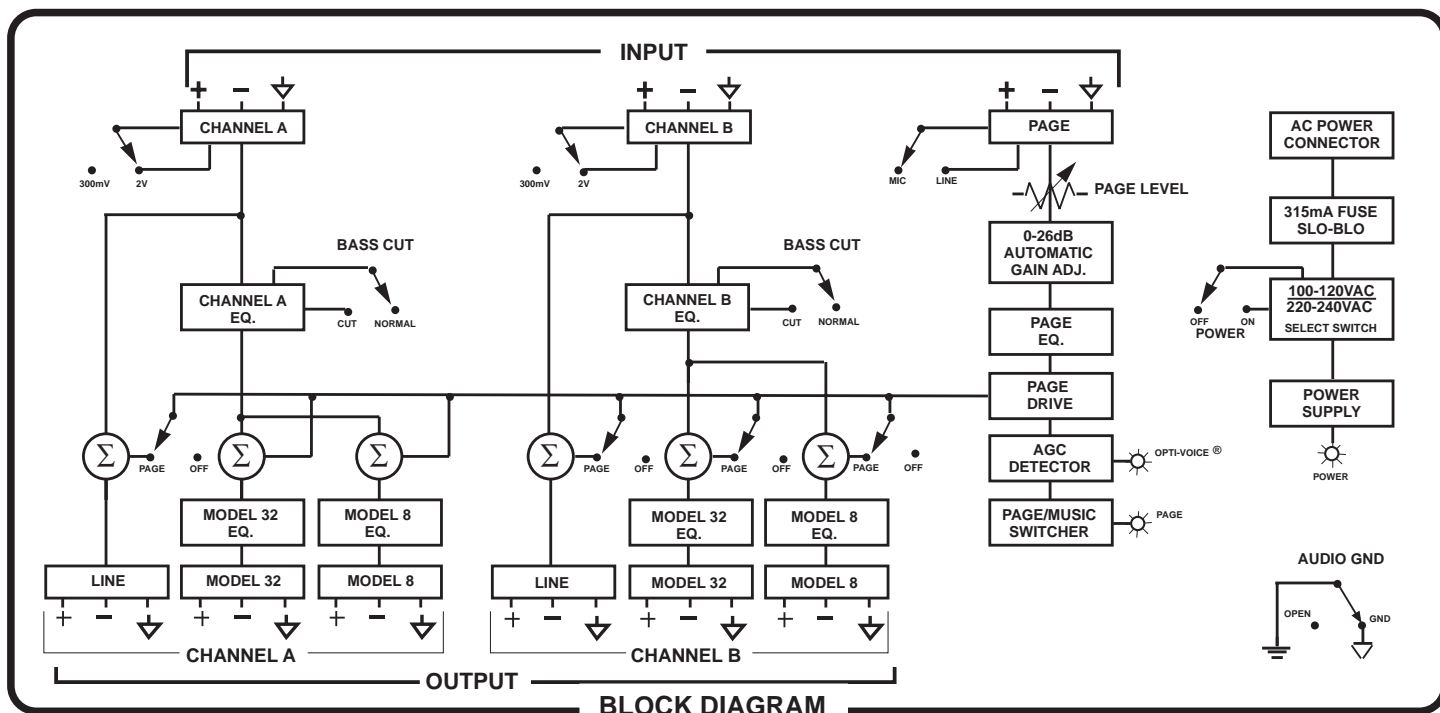 INPUT
+ − + − + −
CHANNEL A
CHANNEL B
PAGE
AC POWER
CONNECTOR
300mV 2V
300mV 2V
MIC LINE
PAGE LEVEL
315mA FUSE
SLO-BLO
BASS CUT
BASS CUT
0-26dB
AUTOMATIC
GAIN ADJ.
CHANNEL A
EQ.
CUT NORMAL
CHANNEL B
EQ.
CUT NORMAL
PAGE
EQ.
OFF ON
POWER
100-120VAC
220-240VAC
SELECT SWITCH
PAGE
DRIVE
POWER
SUPPLY
POWER
Σ PAGE OFF Σ Σ
Σ PAGE OFF Σ PAGE OFF Σ PAGE OFF
AGC
DETECTOR
OPTI-VOICE ®
MODEL 32
EQ.
MODEL 8
EQ.
MODEL 32
EQ.
MODEL 8
EQ.
PAGE/MUSIC
SWITCHER
PAGE
LINE
MODEL 32
MODEL 8
LINE
MODEL 32
MODEL 8
+ − + − + −
+ − + − + −
CHANNEL A
CHANNEL B
AUDIO GND
OPEN
GND
OUTPUT
BLOCK DIAGRAM